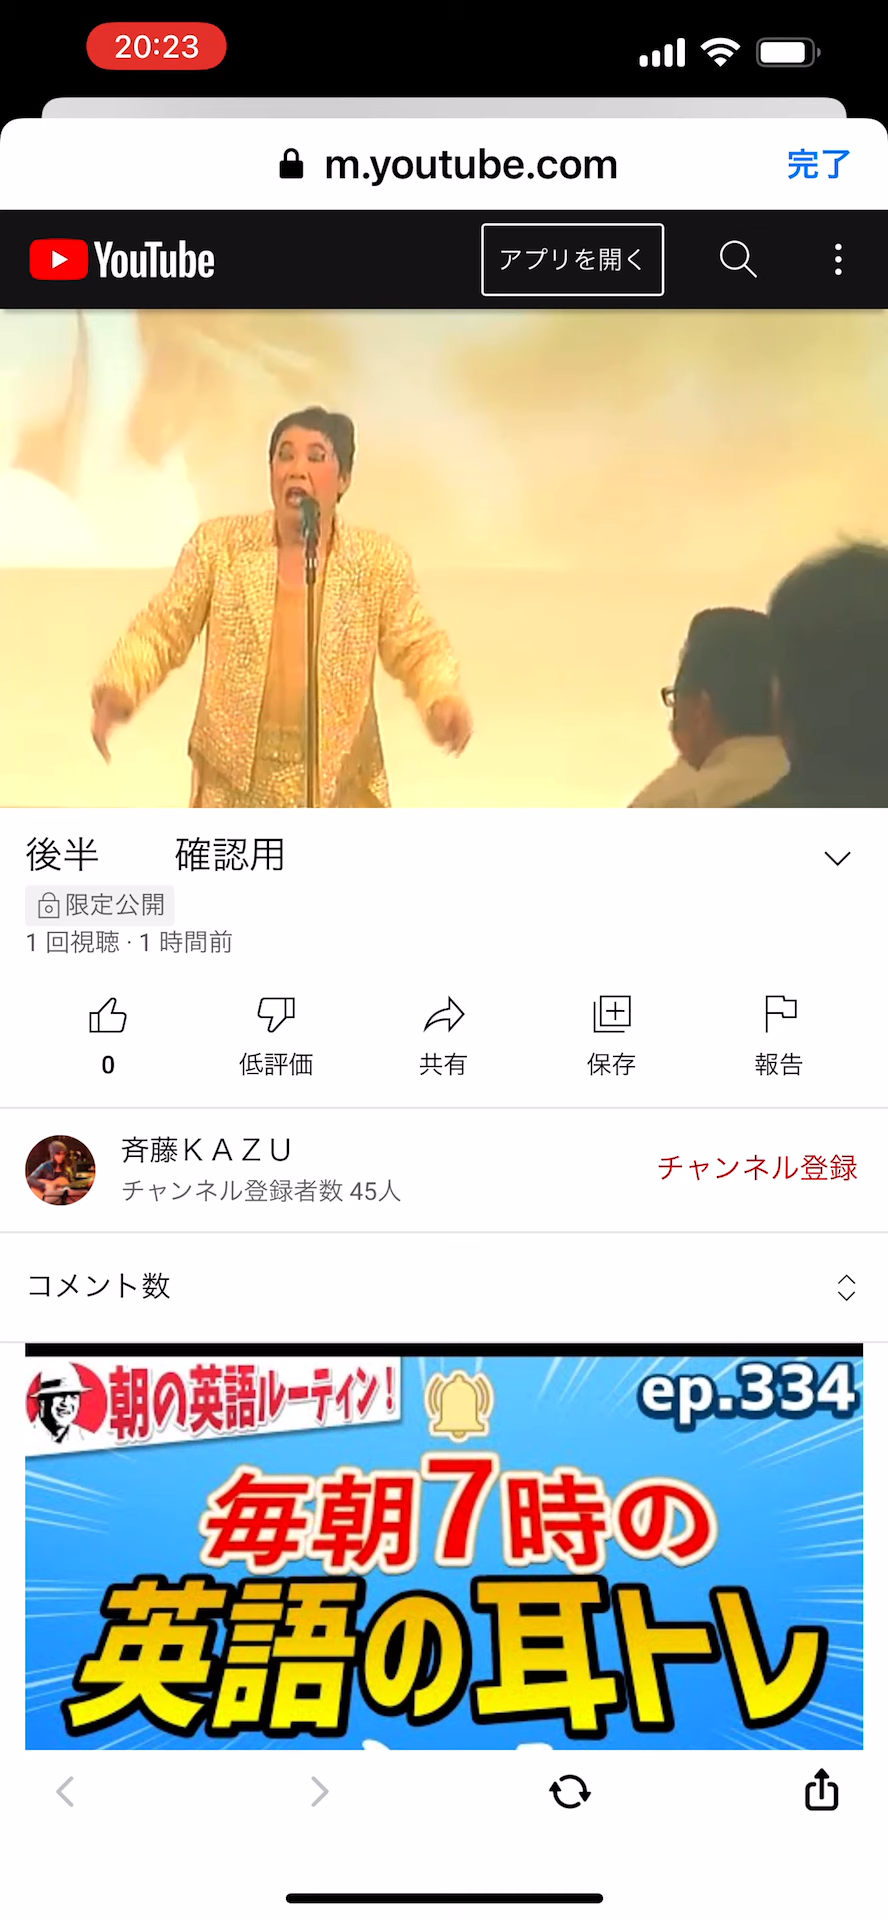 20:23
m.youtube.com
完了
YouTube
アプリを開く
後半　　確認用
限定公開
1 回視聴 · 1 時間前
0
低評価
共有
保存
報告
斉藤ＫＡＺＵ
チャンネル登録者数 45人
チャンネル登録
コメント数
朝の英語ルーティン！
ep.334
毎朝7時の
英語の耳トレ